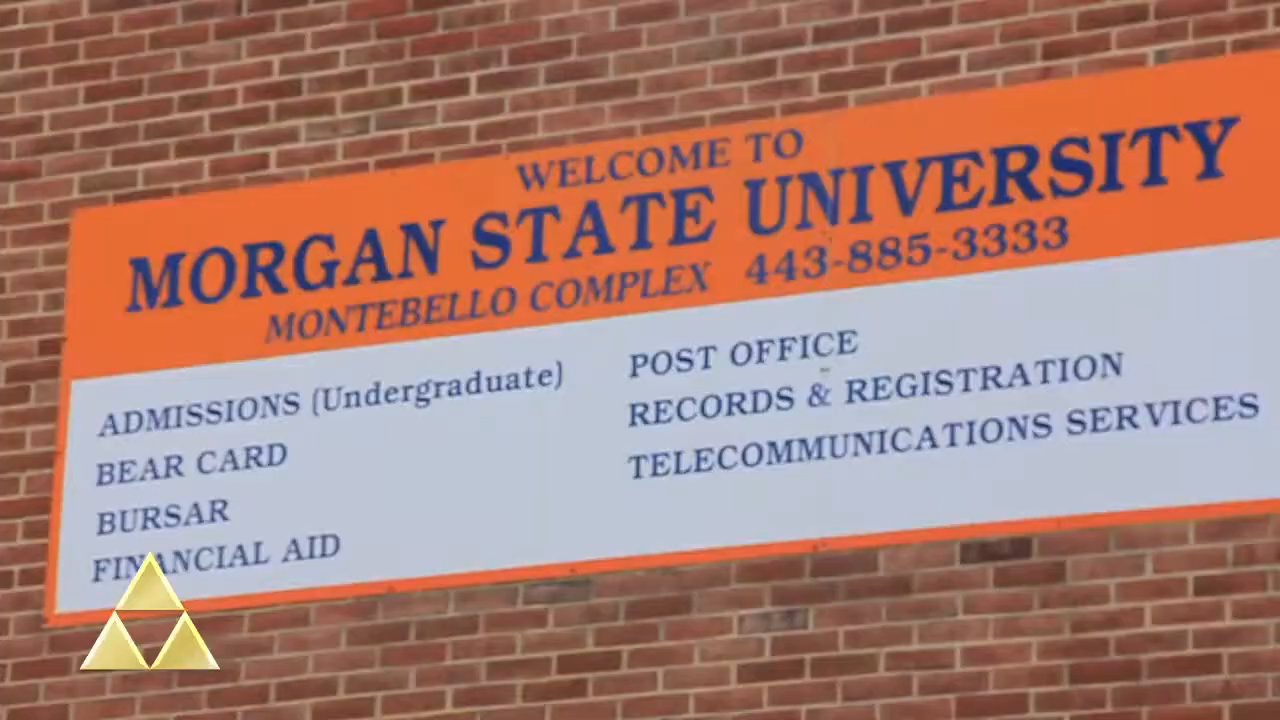 WELCOME TO
MORGAN STATE UNIVERSITY
MONTEBELLO COMPLEX 443-885-3333
ADMISSIONS (Undergraduate)
BEAR CARD
BURSAR
FINANCIAL AID
POST OFFICE
RECORDS & REGISTRATION
TELECOMMUNICATIONS SERVICES